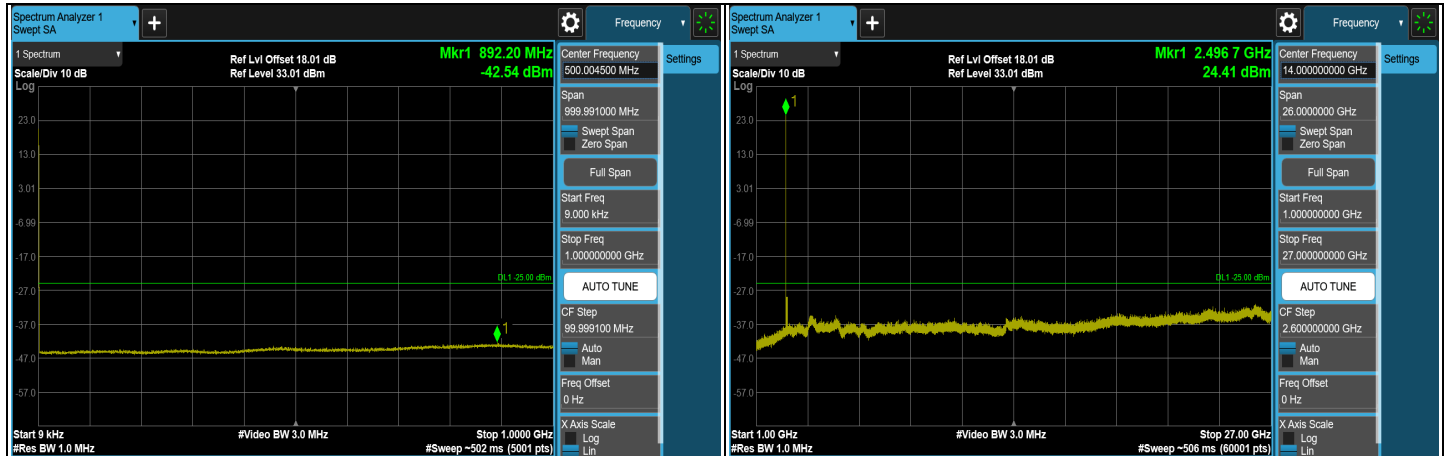 Spectrum Analyzer 1
Swept SA
+
Frequency
1 Spectrum
Scale/Div 10 dB
Log
Ref Lvl Offset 18.01 dB
Ref Level 33.01 dBm
Mkr1 892.20 MHz
-42.54 dBm
1
23.0
13.0
3.01
-6.99
-17.0
-27.0
-37.0
-47.0
-57.0
DL1 -25.00 dBm
Start 9 kHz
#Res BW 1.0 MHz
#Video BW 3.0 MHz
Stop 1.0000 GHz
#Sweep ~502 ms (5001 pts)
Center Frequency
500.004500 MHz
Span
999.991000 MHz
Swept Span
Zero Span
Full Span
Start Freq
9.000 kHz
Stop Freq
1.000000000 GHz
AUTO TUNE
CF Step
99.999100 MHz
Auto
Man
Freq Offset
0 Hz
X Axis Scale
Log
Lin
Settings
Spectrum Analyzer 1
Swept SA
+
Frequency
1 Spectrum
Scale/Div 10 dB
Log
Ref Lvl Offset 18.01 dB
Ref Level 33.01 dBm
Mkr1 2.496 7 GHz
24.41 dBm
1
23.0
13.0
3.01
-6.99
-17.0
-27.0
-37.0
-47.0
-57.0
DL1 -25.00 dBm
Start 1.00 GHz
#Res BW 1.0 MHz
#Video BW 3.0 MHz
Stop 27.00 GHz
#Sweep ~506 ms (60001 pts)
Center Frequency
14.000000000 GHz
Span
26.0000000 GHz
Swept Span
Zero Span
Full Span
Start Freq
1.000000000 GHz
Stop Freq
27.000000000 GHz
AUTO TUNE
CF Step
2.600000000 GHz
Auto
Man
Freq Offset
0 Hz
X Axis Scale
Log
Lin
Settings